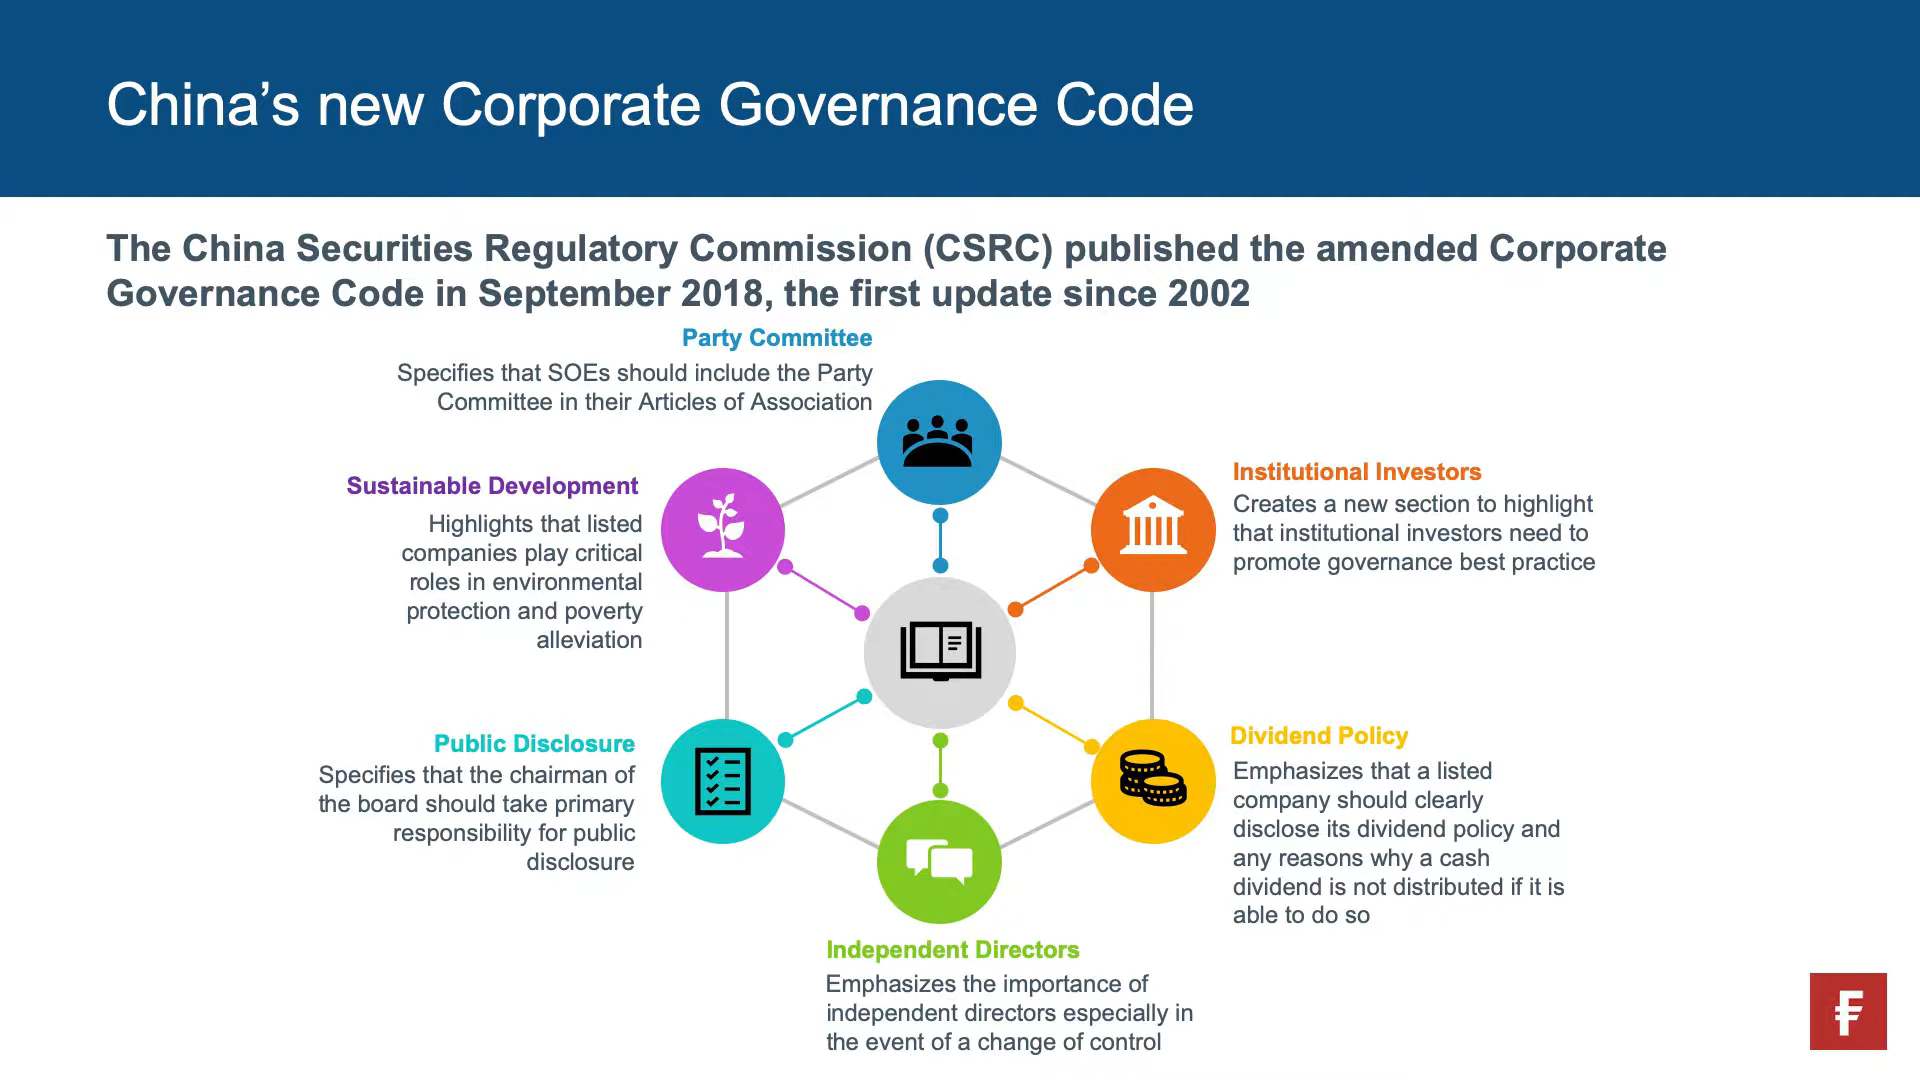 China’s new Corporate Governance Code
The China Securities Regulatory Commission (CSRC) published the amended Corporate
Governance Code in September 2018, the first update since 2002
Party Committee
Specifies that SOEs should include the Party
Committee in their Articles of Association
Sustainable Development
Highlights that listed
companies play critical
roles in environmental
protection and poverty
alleviation
Institutional Investors
Creates a new section to highlight
that institutional investors need to
promote governance best practice
Public Disclosure
Specifies that the chairman of
the board should take primary
responsibility for public
disclosure
Dividend Policy
Emphasizes that a listed
company should clearly
disclose its dividend policy and
any reasons why a cash
dividend is not distributed if it is
able to do so
Independent Directors
Emphasizes the importance of
independent directors especially in
the event of a change of control